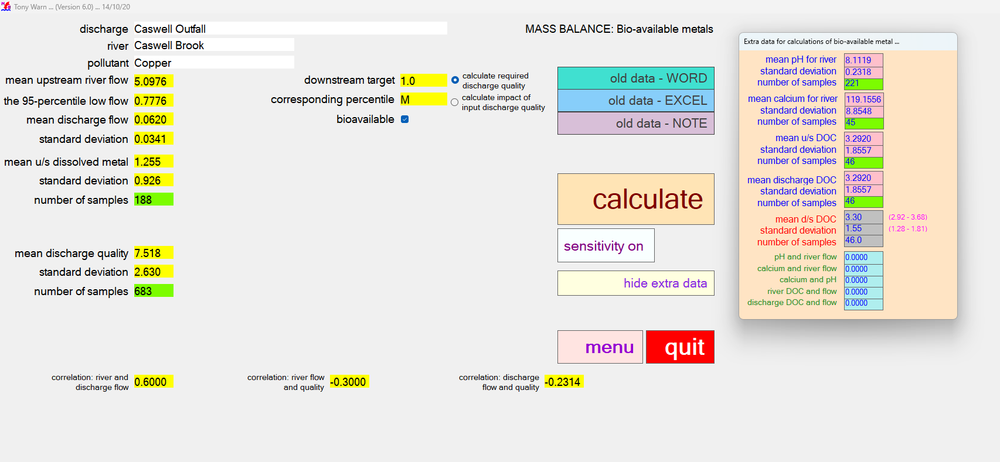 Tony Warn ... (Version 6.0) ... 14/10/20
discharge Caswell Outfall
river Caswell Brook
pollutant Copper
mean upstream river flow 5.0976
the 95-percentile low flow 0.7776
mean discharge flow 0.0620
standard deviation 0.0341
mean u/s dissolved metal 1.255
standard deviation 0.926
number of samples 188
mean discharge quality 7.518
standard deviation 2.630
number of samples 683
downstream target 1.0
corresponding percentile M
bioavailable
calculate required
discharge quality
calculate impact of
input discharge quality
MASS BALANCE: Bio-available metals
old data - WORD
old data - EXCEL
old data - NOTE
calculate
sensitivity on
hide extra data
menu quit
correlation: river and
discharge flow 0.6000
correlation: river flow
and quality -0.3000
correlation: discharge
flow and quality -0.2314
Extra data for calculations of bio-available metal ...
mean pH for river 8.1119
standard deviation 0.2318
number of samples 221
mean calcium for river 119.1556
standard deviation 8.8548
number of samples 45
mean u/s DOC 3.2920
standard deviation 1.8557
number of samples 46
mean discharge DOC 3.2920
standard deviation 1.8557
number of samples 46
mean d/s DOC 3.30 (2.92 - 3.68)
standard deviation 1.55 (1.28 - 1.81)
number of samples 46.0
pH and river flow 0.0000
calcium and river flow 0.0000
calcium and pH 0.0000
river DOC and flow 0.0000
discharge DOC and flow 0.0000